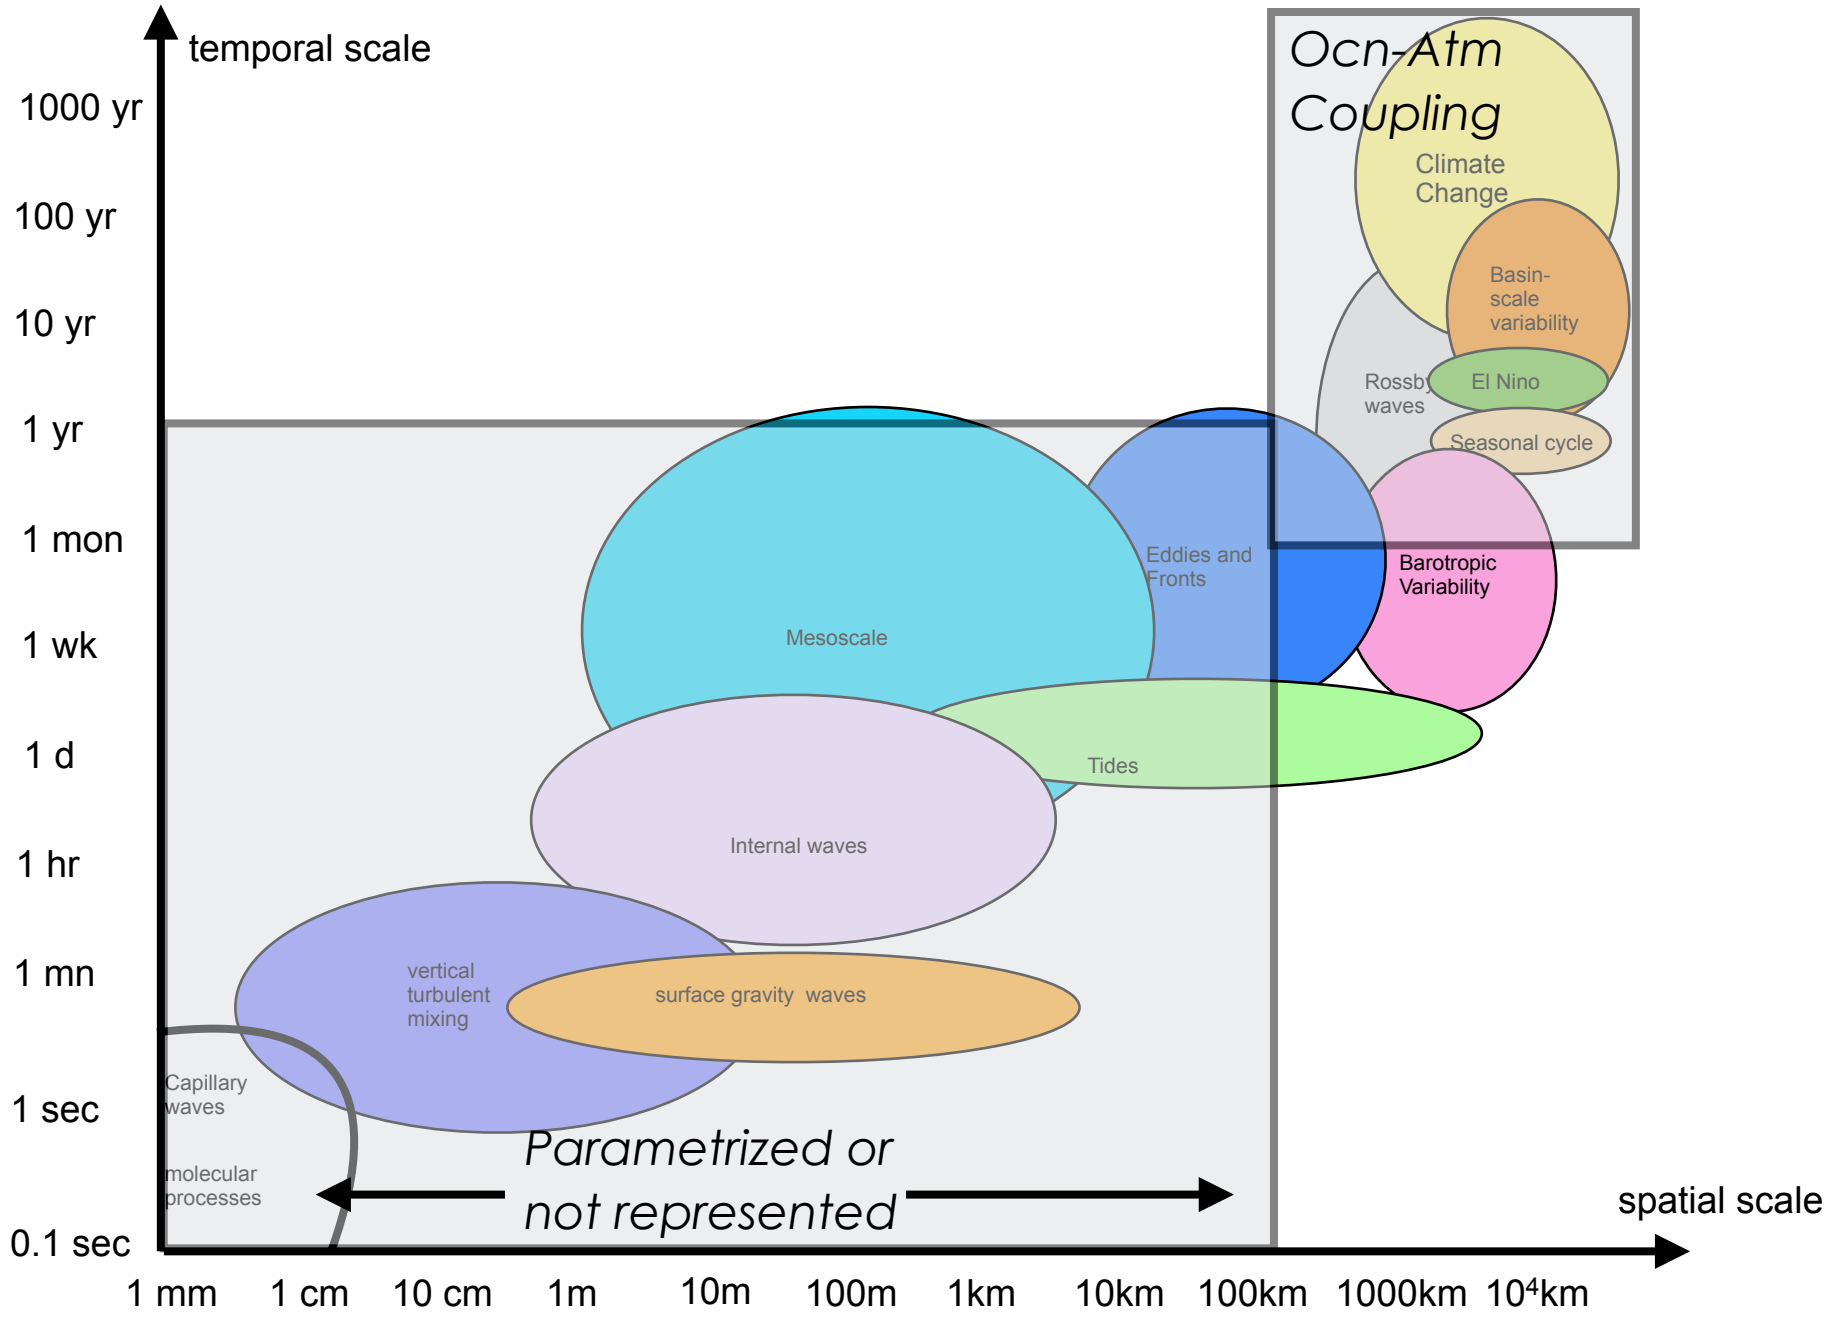 temporal scale
Ocn-Atm
Coupling
1000 yr
Climate
Change
100 yr
Basin-
scale
variability
10 yr
Rossby
waves
El Nino
1 yr
Seasonal cycle
1 mon
Eddies and
Fronts
Barotropic
Variability
1 wk
Mesoscale
1 d
Tides
Internal waves
1 hr
1 mn
vertical
turbulent
mixing
surface gravity waves
Capillary
waves
1 sec
Parametrized or
not represented
molecular
processes
spatial scale
0.1 sec
1 mm 1 cm 10 cm 1m 10m 100m 1km 10km 100km 1000km 10⁴km